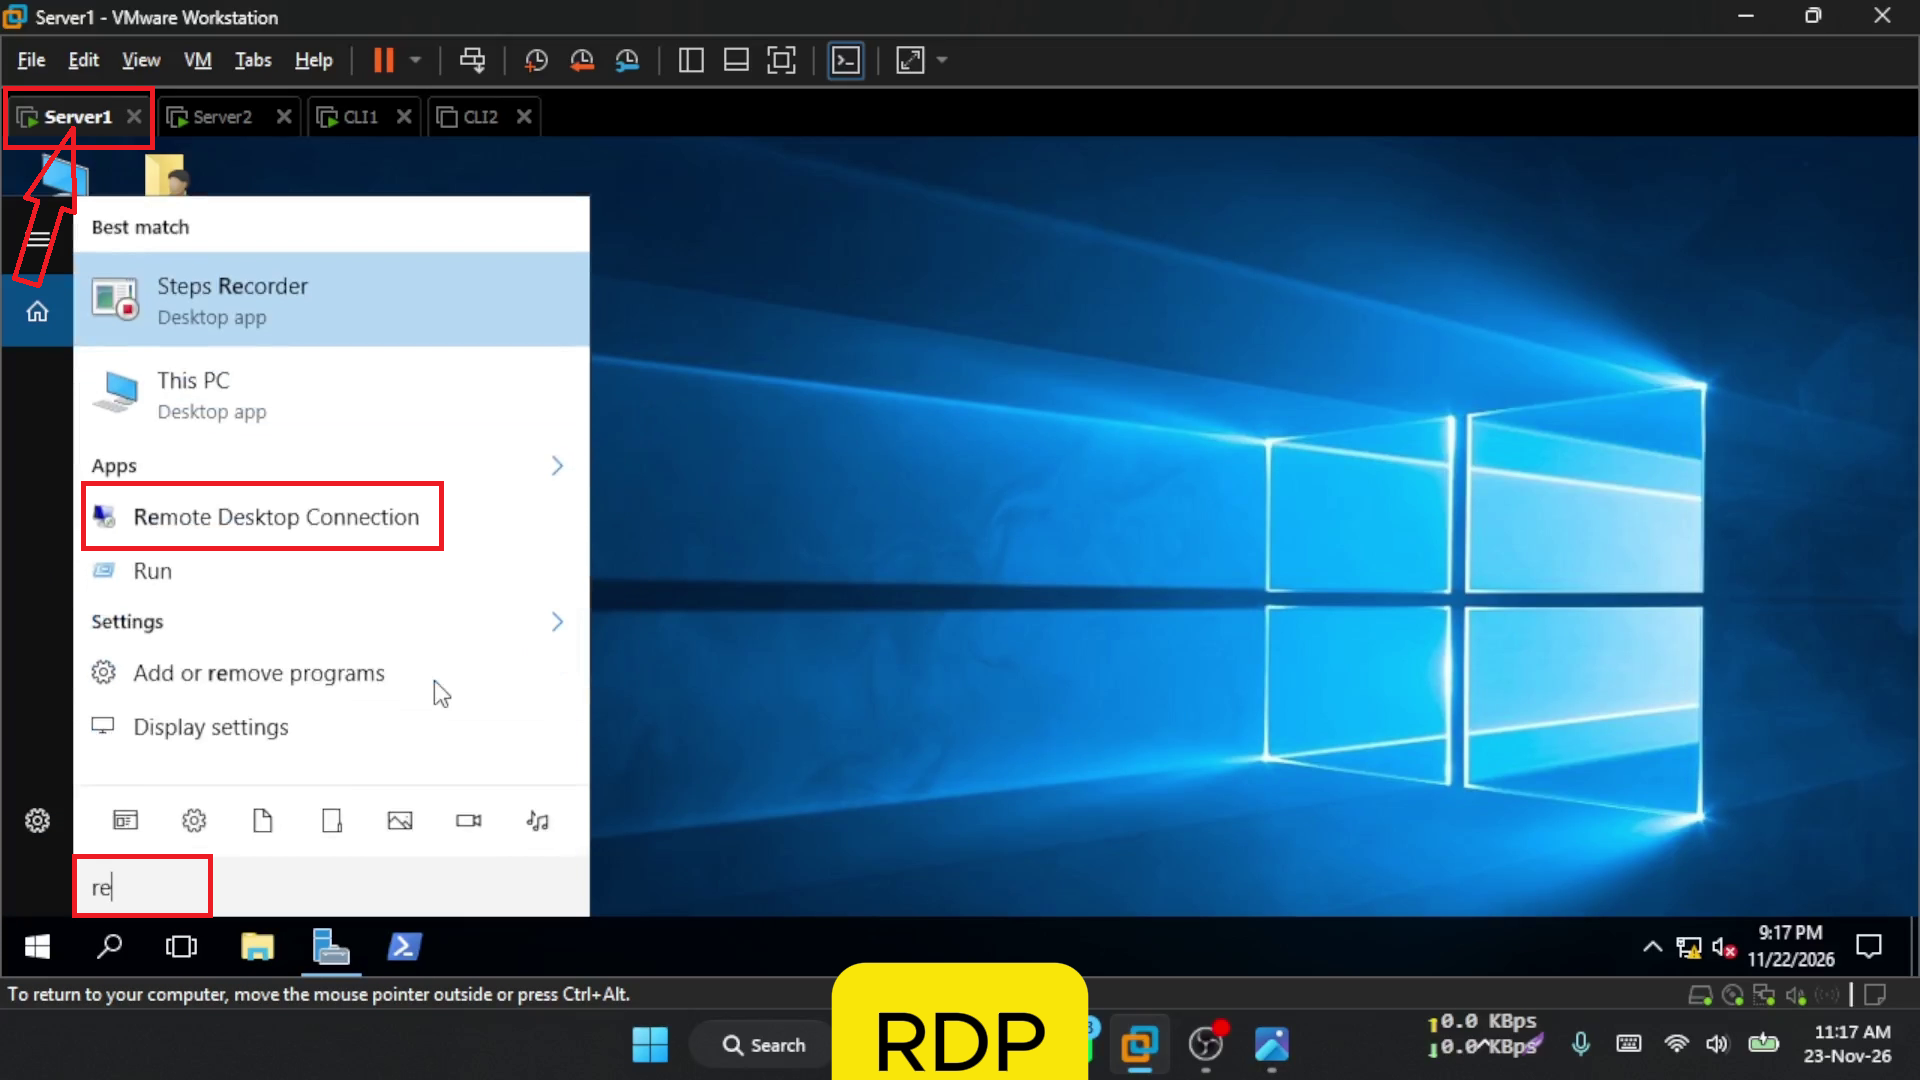 Server1 - VMware Workstation
File Edit View VM Tabs Help
Server1 Server2 CLI1 CLI2
Best match
Steps Recorder
Desktop app
This PC
Desktop app
Apps
Remote Desktop Connection
Run
Settings
Add or remove programs
Display settings
re
9:17 PM
11/22/2026
To return to your computer, move the mouse pointer outside or press Ctrl+Alt.
Search
RDP
0.0 KBps
0.0 KBps
11:17 AM
23-Nov-26